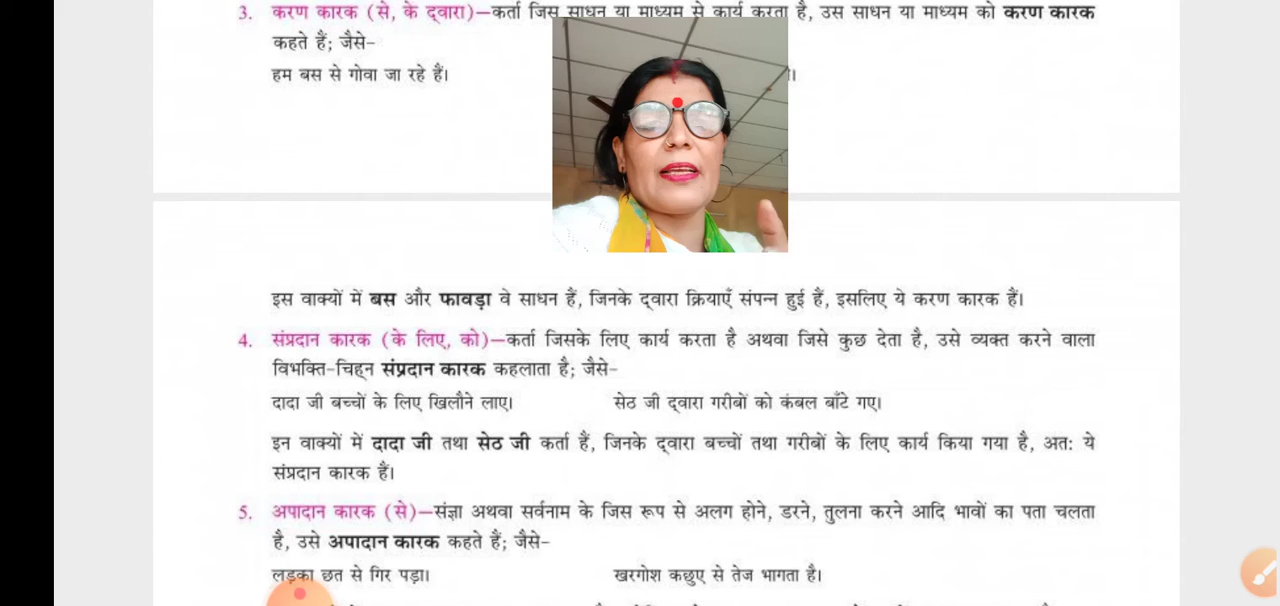 3. करण कारक (से, के द्वारा)–कर्ता जिस साधन या माध्यम से कार्य करता है, उस साधन या माध्यम को करण कारक
कहते हैं; जैसे–
हम बस से गोवा जा रहे हैं।
इस वाक्यों में बस और फावड़ा वे साधन हैं, जिनके द्वारा क्रियाएँ संपन्न हुई हैं, इसलिए ये करण कारक हैं।
4. संप्रदान कारक (के लिए, को)–कर्ता जिसके लिए कार्य करता है अथवा जिसे कुछ देता है, उसे व्यक्त करने वाला
विभक्ति-चिह्न संप्रदान कारक कहलाता है; जैसे–
दादा जी बच्चों के लिए खिलौने लाए। सेठ जी द्वारा गरीबों को कंबल बाँटे गए।
इन वाक्यों में दादा जी तथा सेठ जी कर्ता हैं, जिनके द्वारा बच्चों तथा गरीबों के लिए कार्य किया गया है, अतः ये
संप्रदान कारक हैं।
5. अपादान कारक (से)–संज्ञा अथवा सर्वनाम के जिस रूप से अलग होने, डरने, तुलना करने आदि भावों का पता चलता
है, उसे अपादान कारक कहते हैं; जैसे–
लड़का छत से गिर पड़ा। खरगोश कछुए से तेज भागता है।